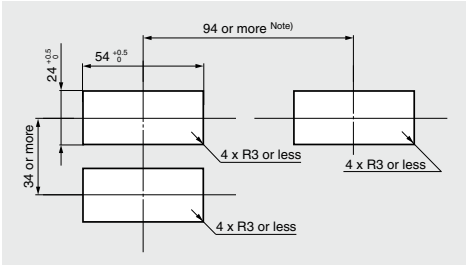 94 or more Note)
54 +0.5 0
24 +0.5 0
34 or more
4 x R3 or less
4 x R3 or less
4 x R3 or less